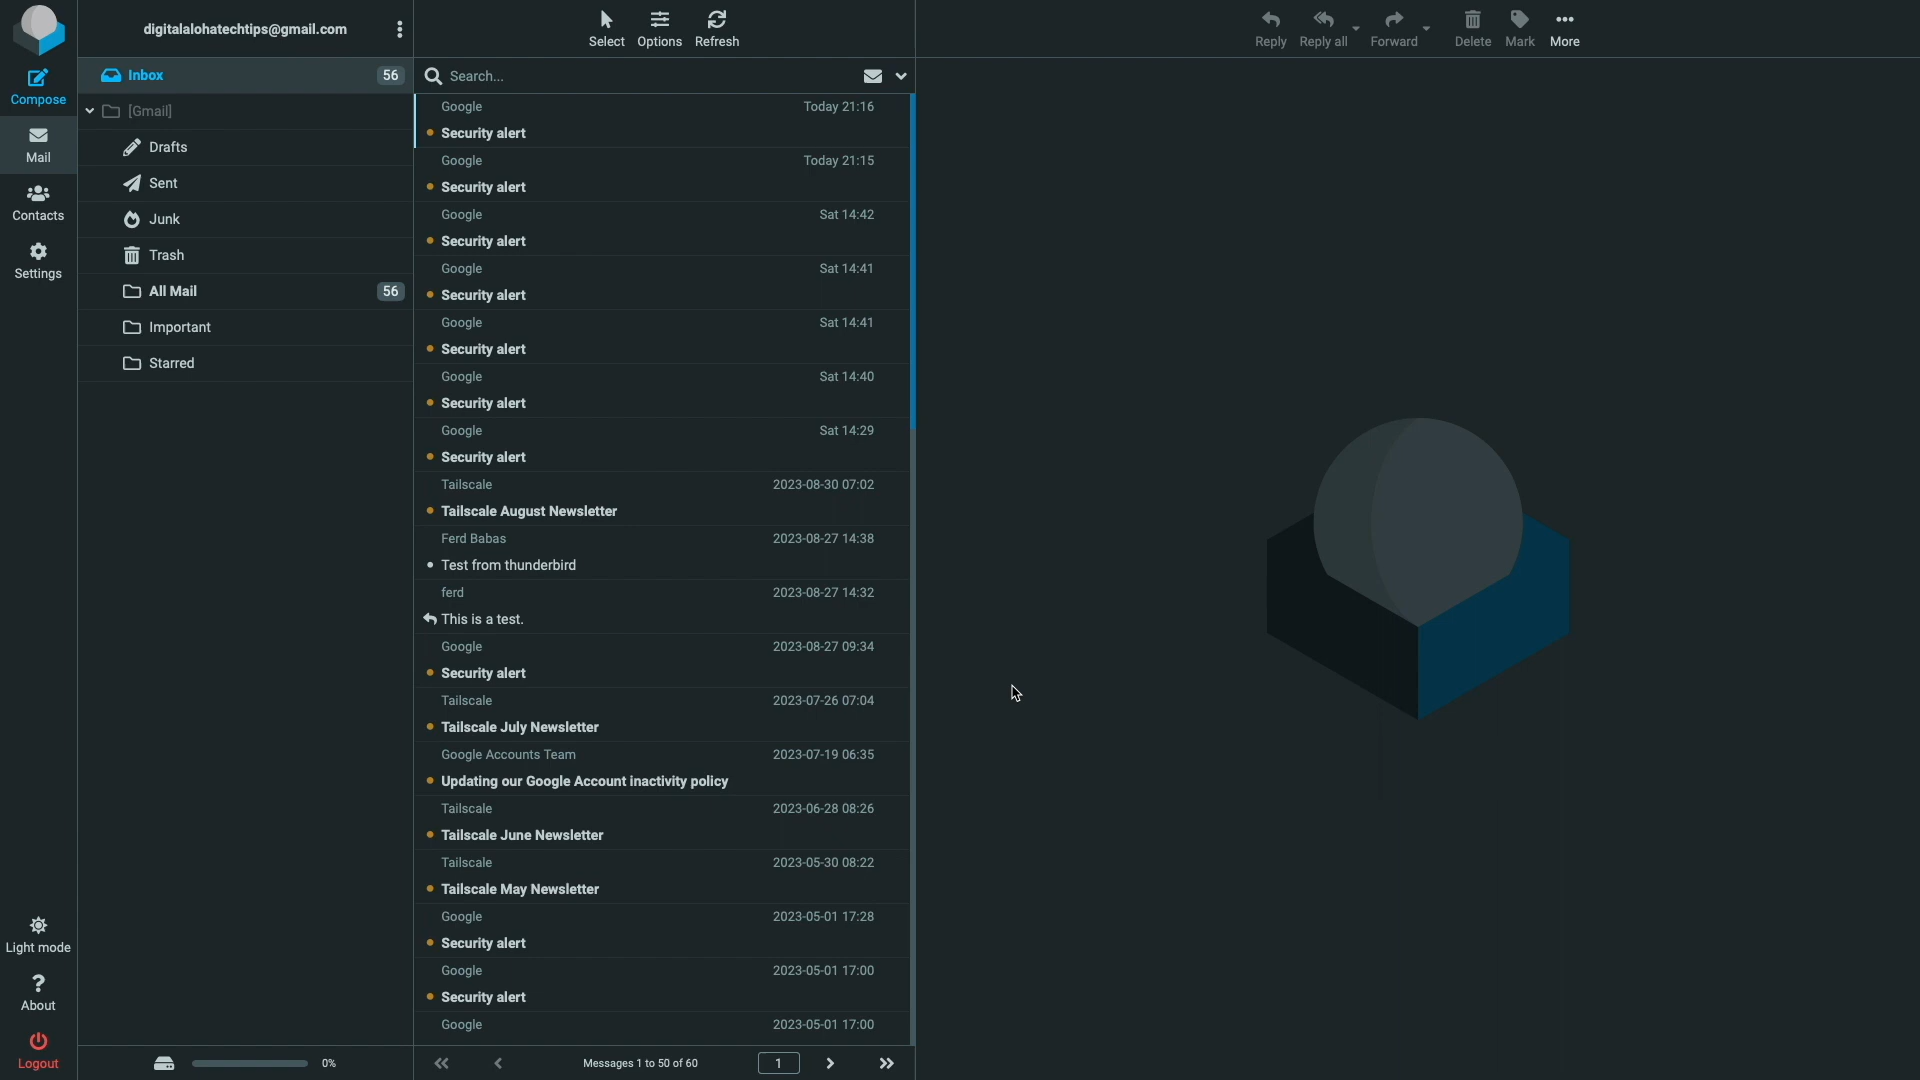 digitalalohatechtips@gmail.com
Select
Options
Refresh
Reply
Reply all
Forward
Delete
Mark
More
Compose
Mail
Contacts
Settings
Inbox 56
[Gmail]
Drafts
Sent
Junk
Trash
All Mail 56
Important
Starred
Search...
Google Today 21:16
Security alert
Google Today 21:15
Security alert
Google Sat 14:42
Security alert
Google Sat 14:41
Security alert
Google Sat 14:41
Security alert
Google Sat 14:40
Security alert
Google Sat 14:29
Security alert
Tailscale 2023-08-30 07:02
Tailscale August Newsletter
Ferd Babas 2023-08-27 14:38
Test from thunderbird
ferd 2023-08-27 14:32
This is a test.
Google 2023-08-27 09:34
Security alert
Tailscale 2023-07-26 07:04
Tailscale July Newsletter
Google Accounts Team 2023-07-19 06:35
Updating our Google Account inactivity policy
Tailscale 2023-06-28 08:26
Tailscale June Newsletter
Tailscale 2023-05-30 08:22
Tailscale May Newsletter
Google 2023-05-01 17:28
Security alert
Google 2023-05-01 17:00
Security alert
Google 2023-05-01 17:00
Light mode
About
Logout
0%
Messages 1 to 50 of 60
1